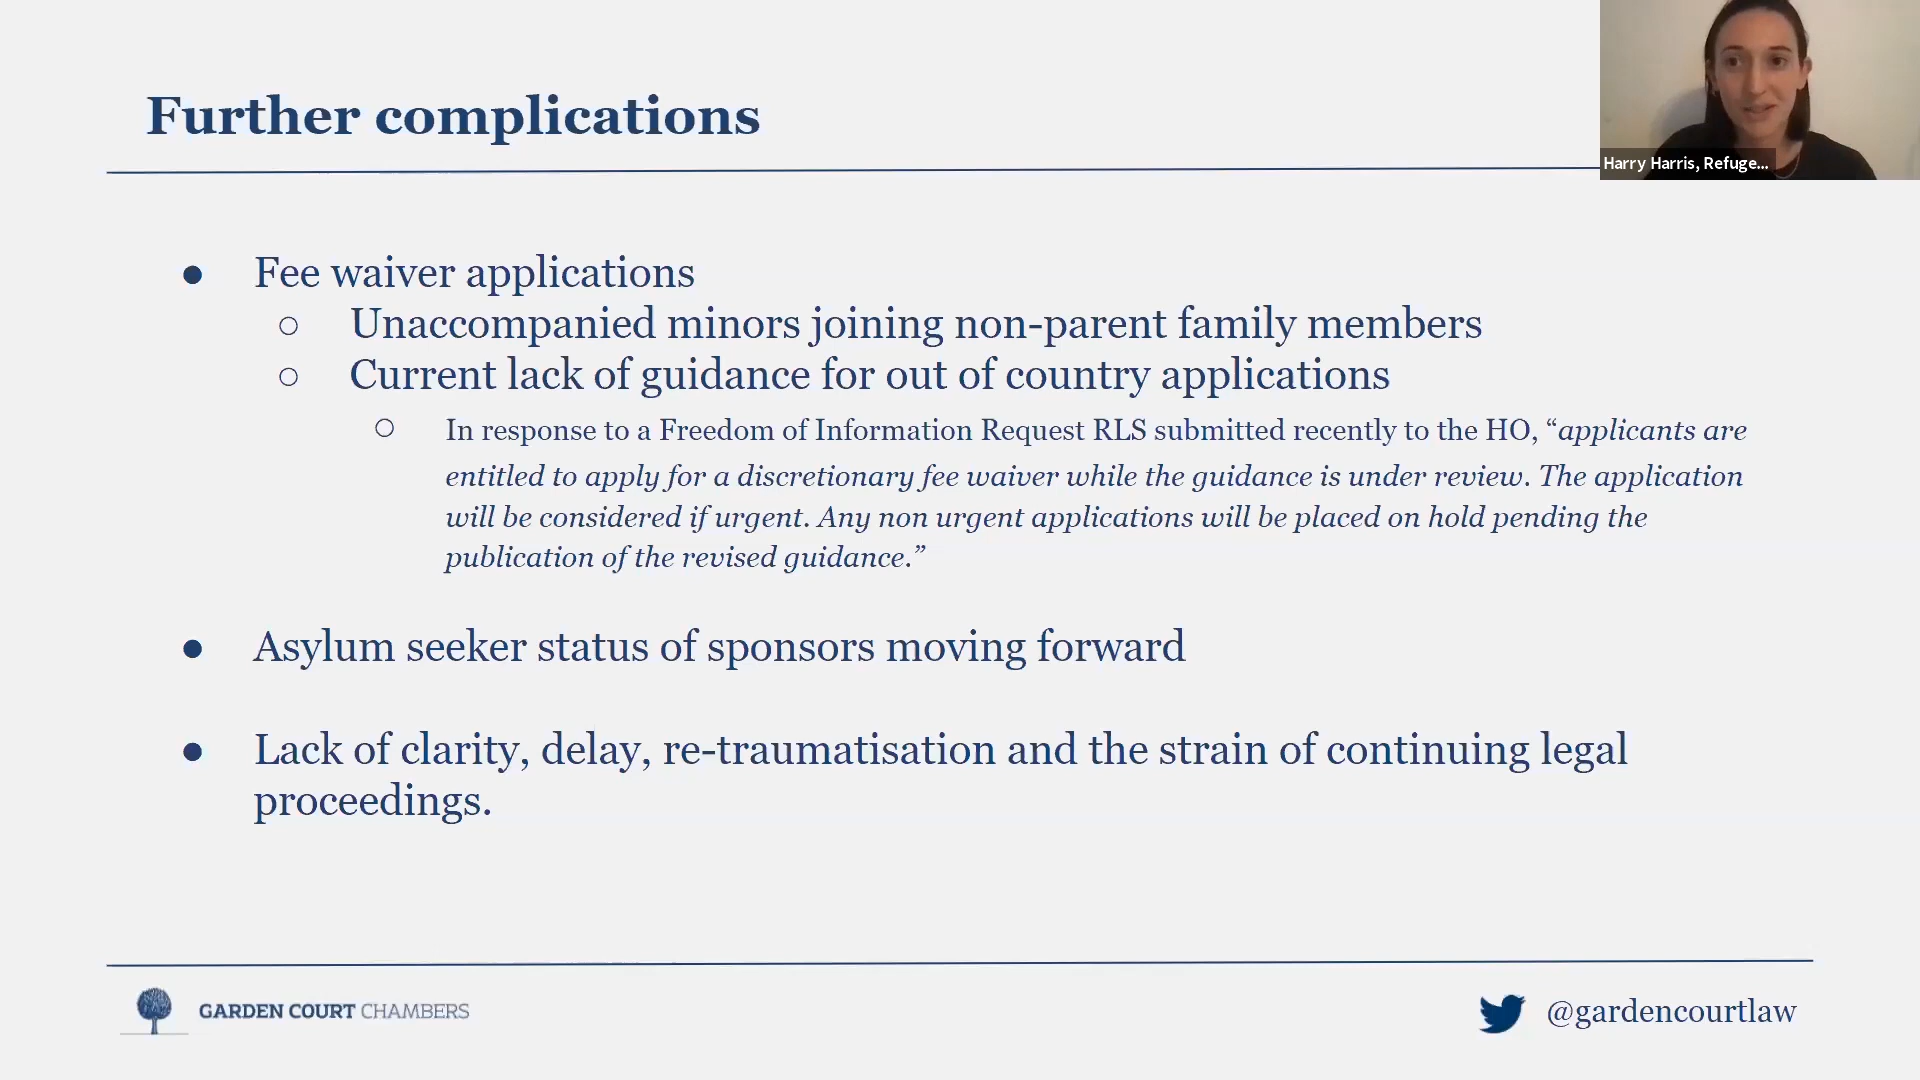 Further complications
Harry Harris, Refuge...
● Fee waiver applications
○ Unaccompanied minors joining non-parent family members
○ Current lack of guidance for out of country applications
○ In response to a Freedom of Information Request RLS submitted recently to the HO, “applicants are
entitled to apply for a discretionary fee waiver while the guidance is under review. The application
will be considered if urgent. Any non urgent applications will be placed on hold pending the
publication of the revised guidance.”
● Asylum seeker status of sponsors moving forward
● Lack of clarity, delay, re-traumatisation and the strain of continuing legal
proceedings.
GARDEN COURT CHAMBERS
@gardencourtlaw